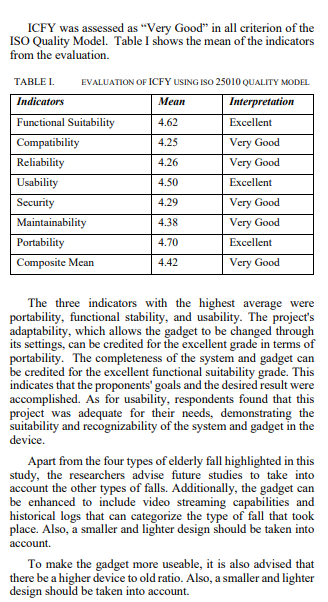 ICFY was assessed as “Very Good” in all criterion of the
ISO Quality Model. Table I shows the mean of the indicators
from the evaluation.
TABLE I. EVALUATION OF ICFY USING ISO 25010 QUALITY MODEL
Indicators Mean Interpretation
Functional Suitability 4.62 Excellent
Compatibility 4.25 Very Good
Reliability 4.26 Very Good
Usability 4.50 Excellent
Security 4.29 Very Good
Maintainability 4.38 Very Good
Portability 4.70 Excellent
Composite Mean 4.42 Very Good
The three indicators with the highest average were
portability, functional stability, and usability. The project's
adaptability, which allows the gadget to be changed through
its settings, can be credited for the excellent grade in terms of
portability. The completeness of the system and gadget can
be credited for the excellent functional suitability grade. This
indicates that the proponents' goals and the desired result were
accomplished. As for usability, respondents found that this
project was adequate for their needs, demonstrating the
suitability and recognizability of the system and gadget in the
device.
Apart from the four types of elderly fall highlighted in this
study, the researchers advise future studies to take into
account the other types of falls. Additionally, the gadget can
be enhanced to include video streaming capabilities and
historical logs that can categorize the type of fall that took
place. Also, a smaller and lighter design should be taken into
account.
To make the gadget more useable, it is also advised that
there be a higher device to old ratio. Also, a smaller and lighter
design should be taken into account.